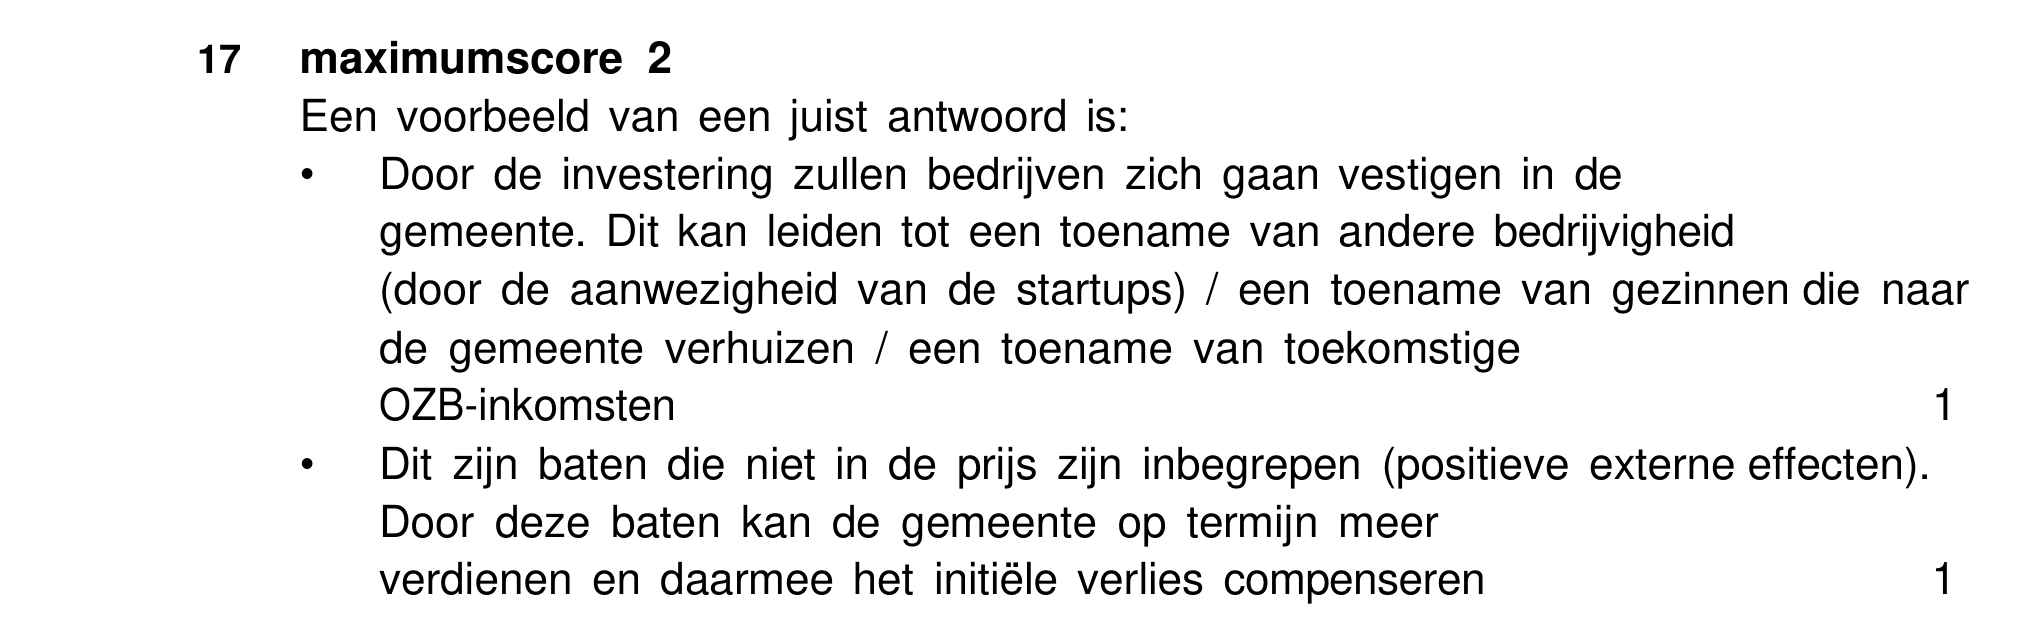 17 maximumscore 2
Een voorbeeld van een juist antwoord is:
• Door de investering zullen bedrijven zich gaan vestigen in de
gemeente. Dit kan leiden tot een toename van andere bedrijvigheid
(door de aanwezigheid van de startups) / een toename van gezinnen die naar
de gemeente verhuizen / een toename van toekomstige
OZB-inkomsten 1
• Dit zijn baten die niet in de prijs zijn inbegrepen (positieve externe effecten).
Door deze baten kan de gemeente op termijn meer
verdienen en daarmee het initiële verlies compenseren 1